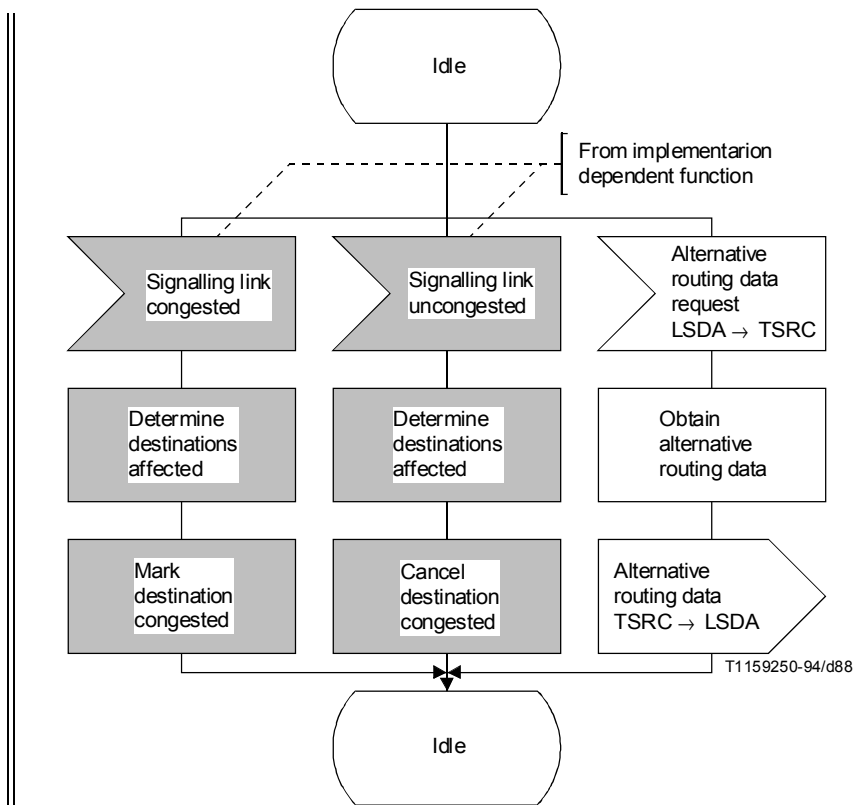 Idle
From implementarion
dependent function
Signalling link
congested
Signalling link
uncongested
Alternative
routing data
request
LSDA → TSRC
Determine
destinations
affected
Determine
destinations
affected
Obtain
alternative
routing data
Mark
destination
congested
Cancel
destination
congested
Alternative
routing data
TSRC → LSDA
T1159250-94/d88
Idle